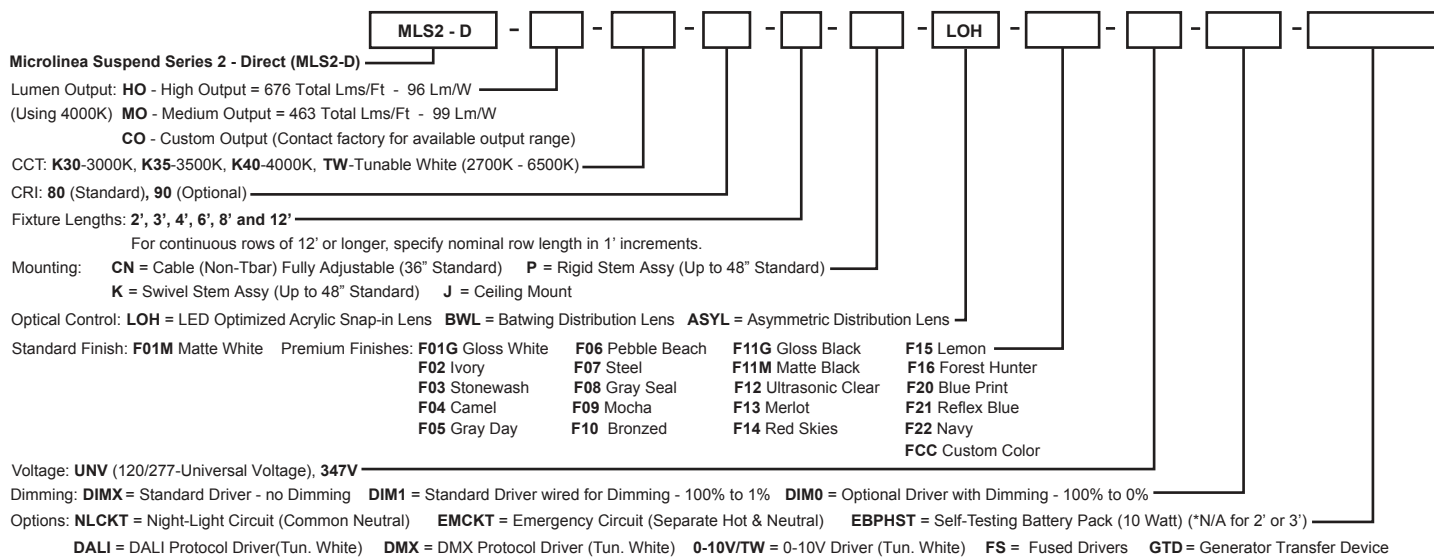 MLS2 - D - - - - - - LOH - - - -
Microlinea Suspend Series 2 - Direct (MLS2-D)
Lumen Output: HO - High Output = 676 Total Lms/Ft - 96 Lm/W
(Using 4000K) MO - Medium Output = 463 Total Lms/Ft - 99 Lm/W
CO - Custom Output (Contact factory for available output range)
CCT: K30-3000K, K35-3500K, K40-4000K, TW-Tunable White (2700K - 6500K)
CRI: 80 (Standard), 90 (Optional)
Fixture Lengths: 2’, 3’, 4’, 6’, 8’ and 12’
For continuous rows of 12’ or longer, specify nominal row length in 1’ increments.
Mounting: CN = Cable (Non-Tbar) Fully Adjustable (36” Standard) P = Rigid Stem Assy (Up to 48” Standard)
K = Swivel Stem Assy (Up to 48” Standard) J = Ceiling Mount
Optical Control: LOH = LED Optimized Acrylic Snap-in Lens BWL = Batwing Distribution Lens ASYL = Asymmetric Distribution Lens
Standard Finish: F01M Matte White Premium Finishes: F01G Gloss White F06 Pebble Beach F11G Gloss Black F15 Lemon
F02 Ivory F07 Steel F11M Matte Black F16 Forest Hunter
F03 Stonewash F08 Gray Seal F12 Ultrasonic Clear F20 Blue Print
F04 Camel F09 Mocha F13 Merlot F21 Reflex Blue
F05 Gray Day F10 Bronzed F14 Red Skies F22 Navy
FCC Custom Color
Voltage: UNV (120/277-Universal Voltage), 347V
Dimming: DIMX = Standard Driver - no Dimming DIM1 = Standard Driver wired for Dimming - 100% to 1% DIM0 = Optional Driver with Dimming - 100% to 0%
Options: NLCKT = Night-Light Circuit (Common Neutral) EMCKT = Emergency Circuit (Separate Hot & Neutral) EBPHST = Self-Testing Battery Pack (10 Watt) (*N/A for 2’ or 3’)
DALI = DALI Protocol Driver(Tun. White) DMX = DMX Protocol Driver (Tun. White) 0-10V/TW = 0-10V Driver (Tun. White) FS = Fused Drivers GTD = Generator Transfer Device